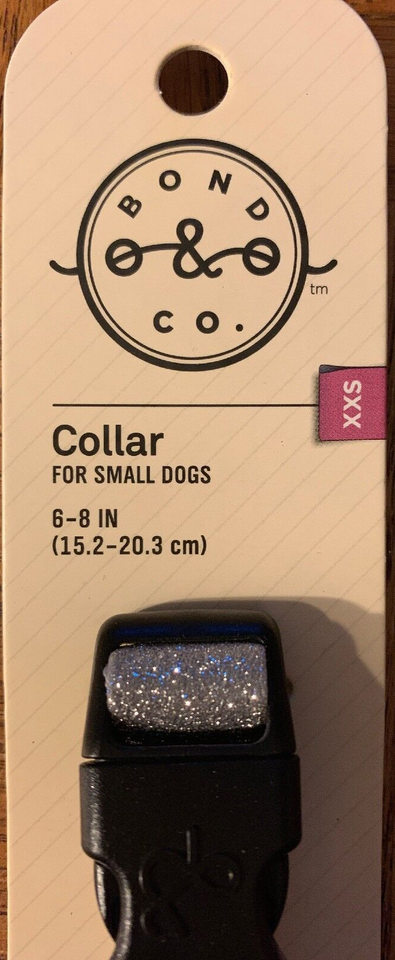 BOND
&
CO.
tm
XXS
Collar
FOR SMALL DOGS
6-8 IN
(15.2-20.3 cm)